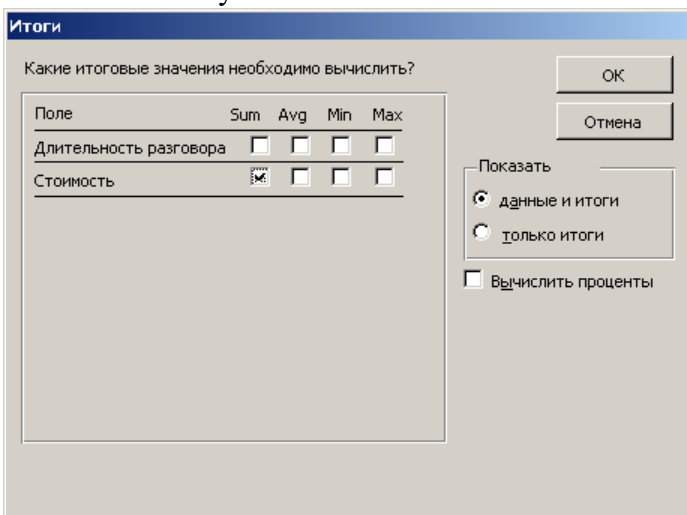 Итоги
Какие итоговые значения необходимо вычислить?
ОК
Отмена
Поле Sum Avg Min Max
Длительность разговора
Стоимость
Показать
данные и итоги
только итоги
Вычислить проценты